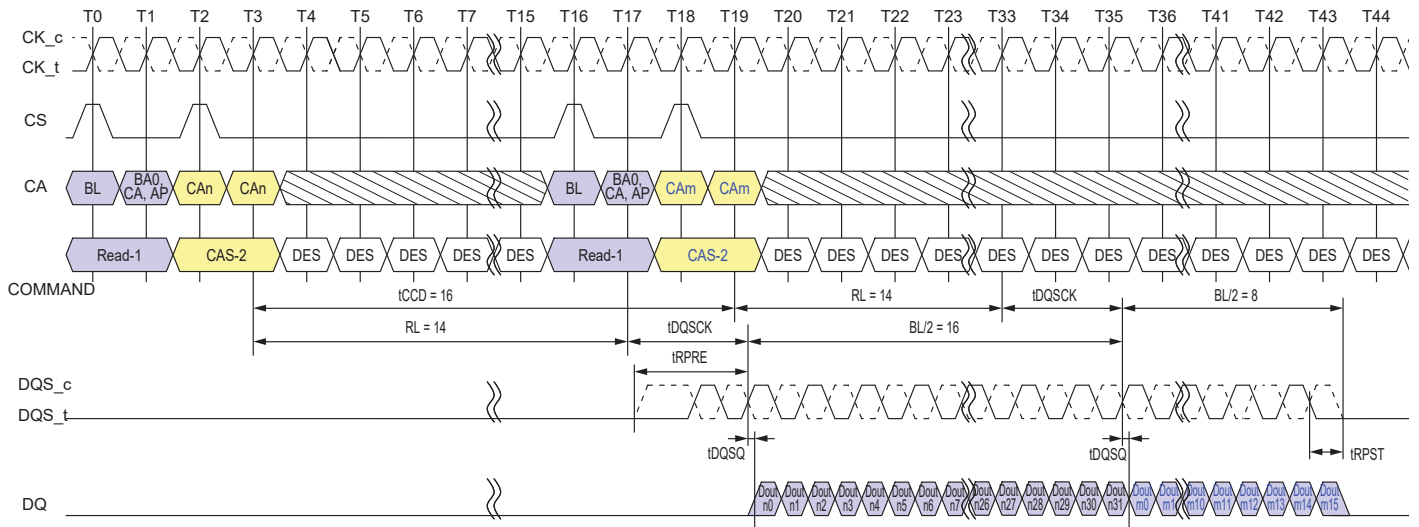 T0 T1 T2 T3 T4 T5 T6 T7 T15 T16 T17 T18 T19 T20 T21 T22 T23 T33 T34 T35 T36 T41 T42 T43 T44
CK_c
CK_t
CS
CA BL BA0, CA, AP CAn CAn BL BA0, CA, AP CAm CAm
Read-1 CAS-2 DES DES DES DES DES Read-1 CAS-2 DES DES DES DES DES DES DES DES DES DES DES DES
COMMAND
tCCD = 16 RL = 14 tDQSCK BL/2 = 8
RL = 14 tDQSCK BL/2 = 16
tRPRE
DQS_c
DQS_t
tDQSQ tDQSQ tRPST
DQ Dout n0 Dout n1 Dout n2 Dout n3 Dout n4 Dout n5 Dout n6 Dout n7 Dout n26 Dout n27 Dout n28 Dout n29 Dout n30 Dout n31 Dout m0 Dout m1 Dout m10 Dout m11 Dout m12 Dout m13 Dout m14 Dout m15